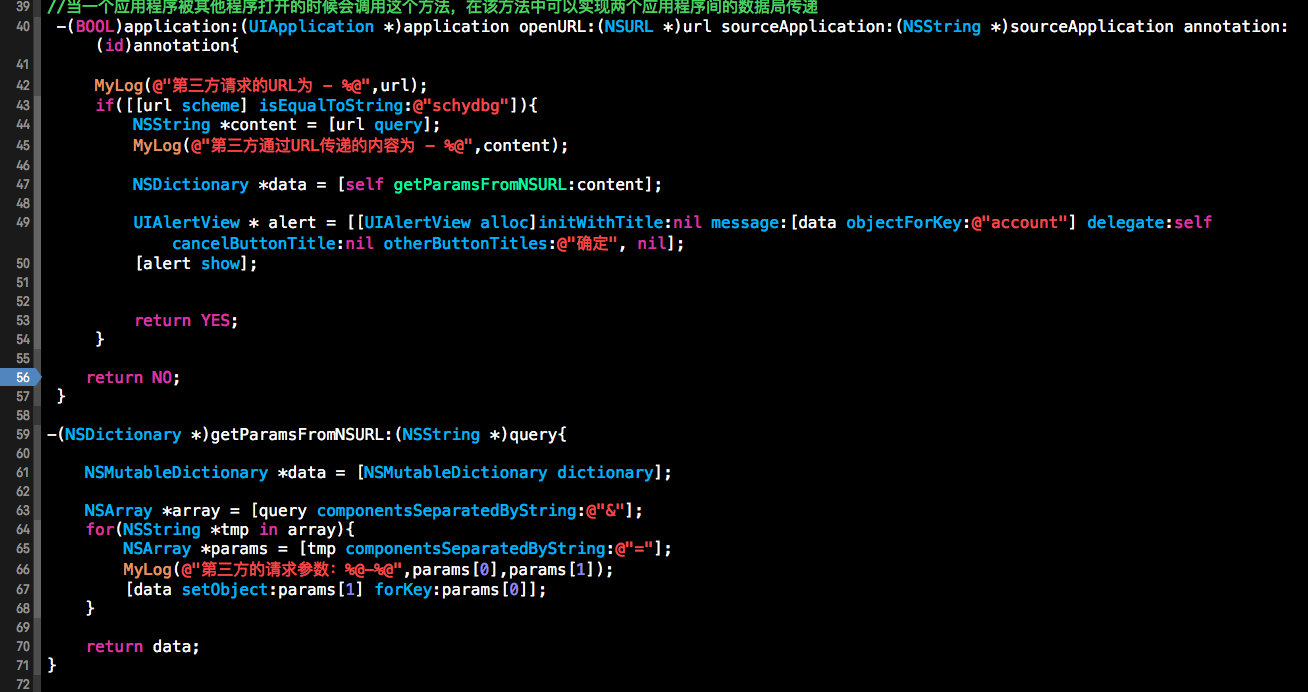 39 //当一个应用程序被其他程序打开的时候会调用这个方法，在该方法中可以实现两个应用程序间的数据局传递
40 -(BOOL)application:(UIApplication *)application openURL:(NSURL *)url sourceApplication:(NSString *)sourceApplication annotation:
(id)annotation{
41
42 MyLog(@"第三方请求的URL为 - %@",url);
43 if([[url scheme] isEqualToString:@"schydbg"]){
44 NSString *content = [url query];
45 MyLog(@"第三方通过URL传递的内容为 - %@",content);
46
47 NSDictionary *data = [self getParamsFromNSURL:content];
48
49 UIAlertView * alert = [[UIAlertView alloc]initWithTitle:nil message:[data objectForKey:@"account"] delegate:self
cancelButtonTitle:nil otherButtonTitles:@"确定", nil];
50 [alert show];
51
52
53 return YES;
54 }
55
56 return NO;
57 }
58
59 -(NSDictionary *)getParamsFromNSURL:(NSString *)query{
60
61 NSMutableDictionary *data = [NSMutableDictionary dictionary];
62
63 NSArray *array = [query componentsSeparatedByString:@"&"];
64 for(NSString *tmp in array){
65 NSArray *params = [tmp componentsSeparatedByString:@"="];
66 MyLog(@"第三方的请求参数：%@-%@",params[0],params[1]);
67 [data setObject:params[1] forKey:params[0]];
68 }
69
70 return data;
71 }
72